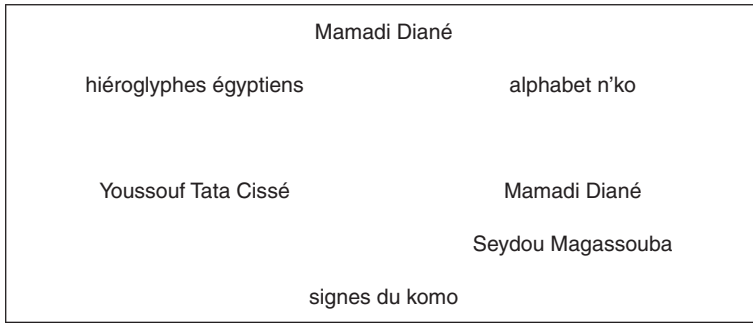 Mamadi Diané
hiéroglyphes égyptiens alphabet n’ko
Youssouf Tata Cissé Mamadi Diané
Seydou Magassouba
signes du komo